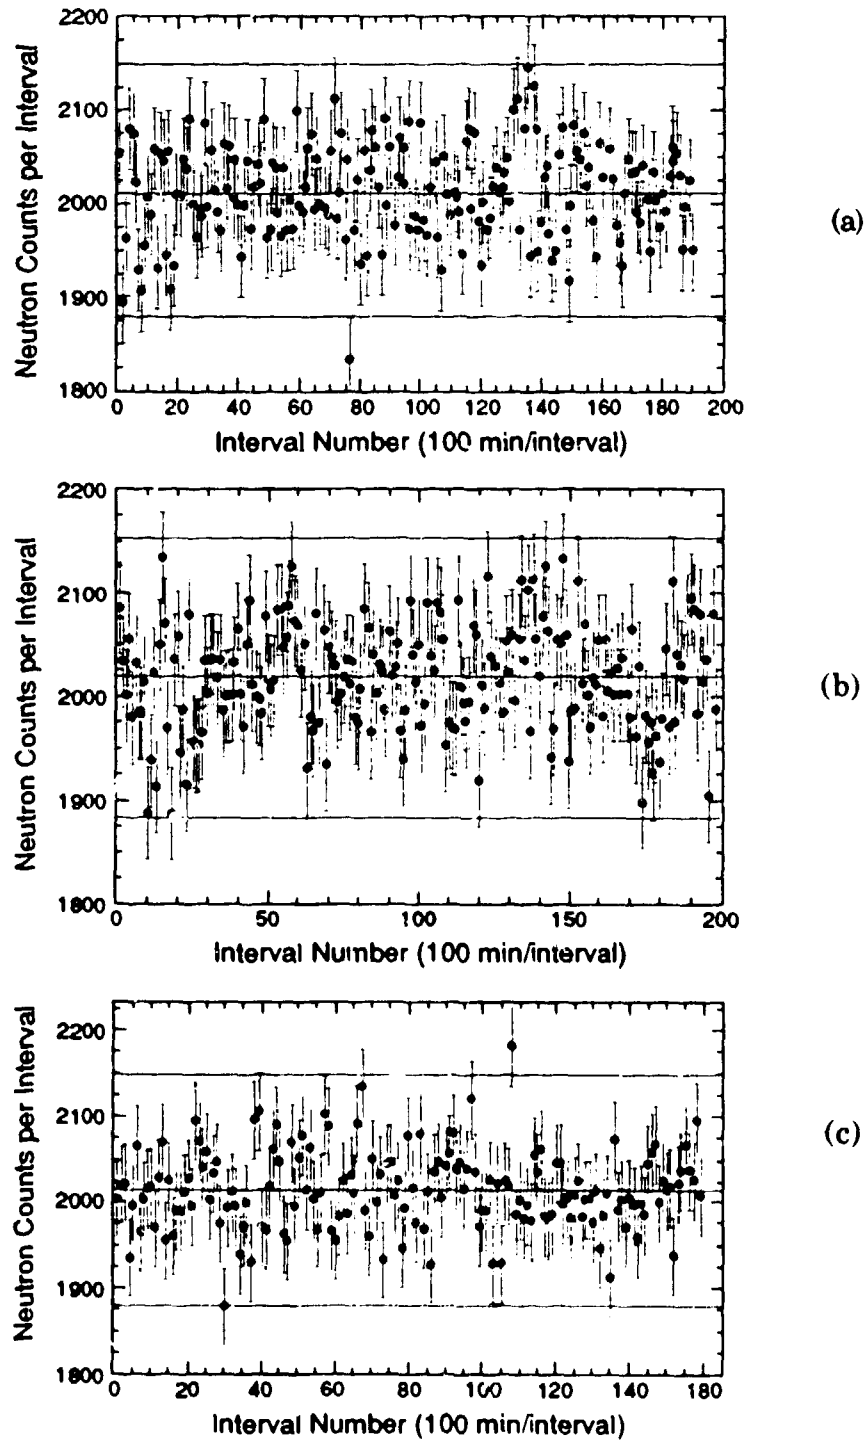 2200
2100
2000
1900
1800
Neutron Counts per Interval
0 20 40 60 80 100 120 140 160 180 200
Interval Number (100 min/interval)
(a)
2200
2100
2000
1900
1800
Neutron Counts per Interval
0 50 100 150 200
Interval Number (100 min/interval)
(b)
2200
2100
2000
1900
1800
Neutron Counts per Interval
0 20 40 60 80 100 120 140 160 180
Interval Number (100 min/interval)
(c)